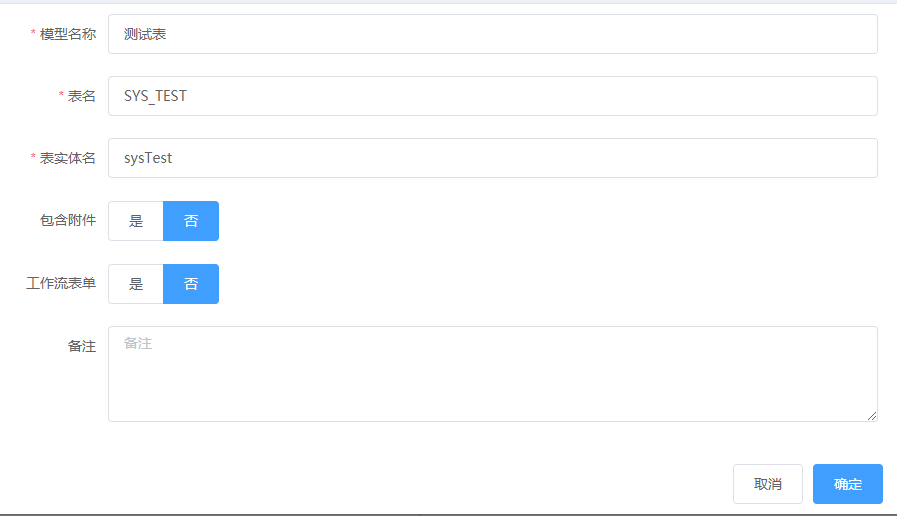 * 模型名称 测试表
* 表名 SYS_TEST
* 表实体名 sysTest
包含附件 是 否
工作流表单 是 否
备注 备注
取消 确定